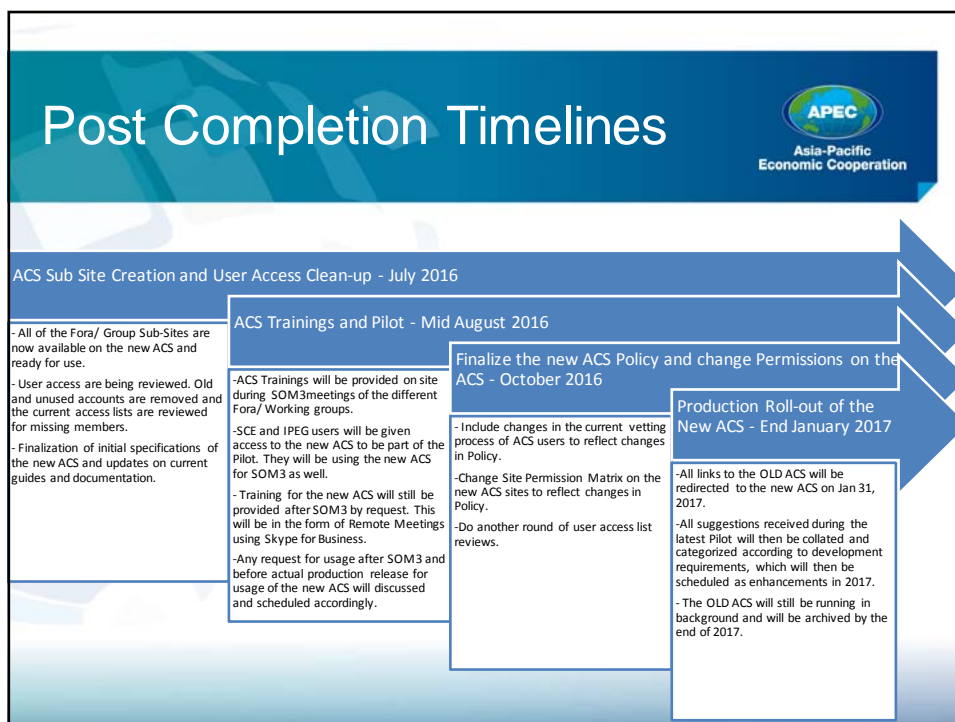 Post Completion Timelines
APEC
Asia-Pacific
Economic Cooperation
ACS Sub Site Creation and User Access Clean-up - July 2016
- All of the Fora/ Group Sub-Sites are
now available on the new ACS and
ready for use.
- User access are being reviewed. Old
and unused accounts are removed and
the current access lists are reviewed
for missing members.
- Finalization of initial specifications of
the new ACS and updates on current
guides and documentation.
ACS Trainings and Pilot - Mid August 2016
-ACS Trainings will be provided on site
during SOM3meetings of the different
Fora/ Working groups.
-SCE and IPEG users will be given
access to the new ACS to be part of the
Pilot. They will be using the new ACS
for SOM3 as well.
- Training for the new ACS will still be
provided after SOM3 by request. This
will be in the form of Remote Meetings
using Skype for Business.
-Any request for usage after SOM3 and
before actual production release for
usage of the new ACS will discussed
and scheduled accordingly.
Finalize the new ACS Policy and change Permissions on the
ACS - October 2016
- Include changes in the current vetting
process of ACS users to reflect changes
in Policy.
-Change Site Permission Matrix on the
new ACS sites to reflect changes in
Policy.
-Do another round of user access list
reviews.
Production Roll-out of the
New ACS - End January 2017
-All links to the OLD ACS will be
redirected to the new ACS on Jan 31,
2017.
-All suggestions received during the
latest Pilot will then be collated and
categorized according to development
requirements, which will then be
scheduled as enhancements in 2017.
- The OLD ACS will still be running in
background and will be archived by the
end of 2017.